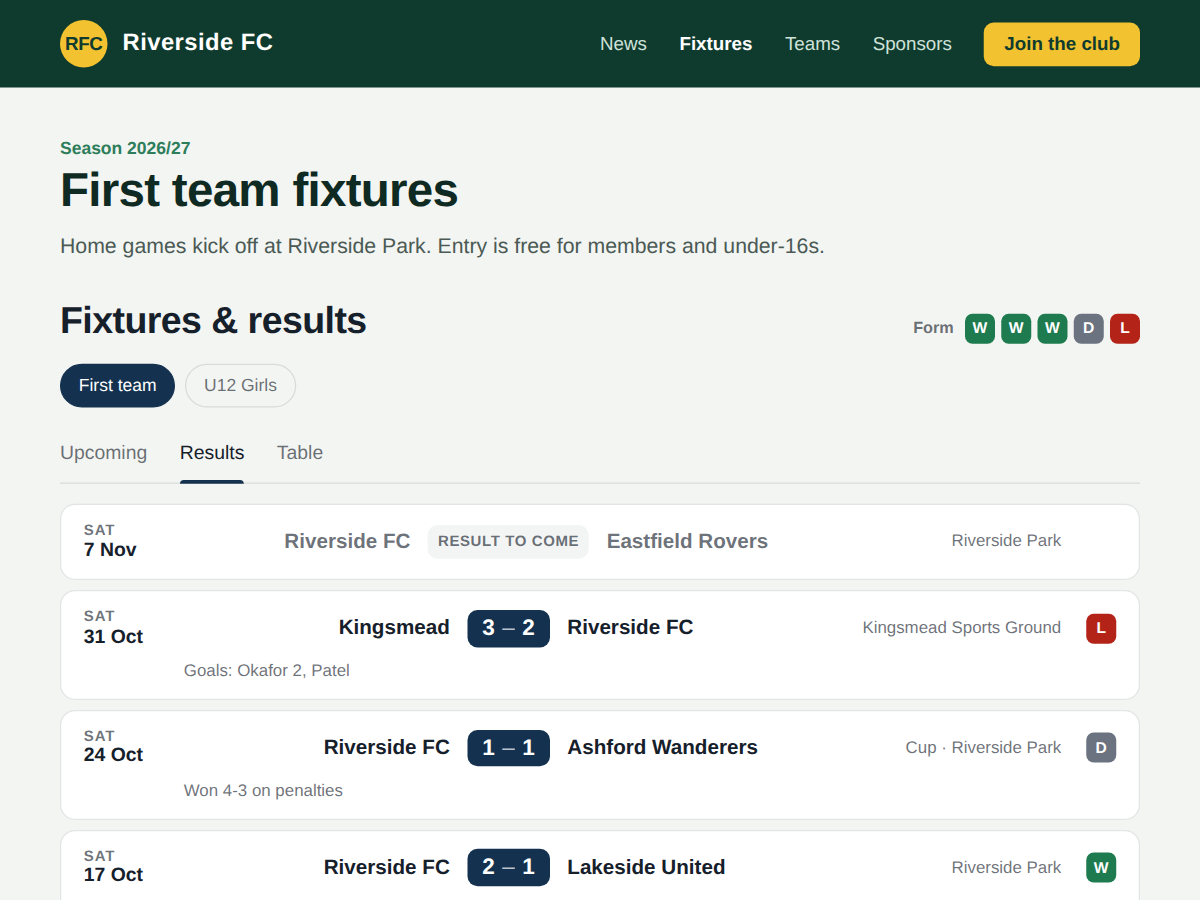 RFC Riverside FC News Fixtures Teams Sponsors Join the club
Season 2026/27
First team fixtures
Home games kick off at Riverside Park. Entry is free for members and under-16s.
Fixtures & results
Form W W W D L
First team U12 Girls
Upcoming Results Table
SAT
7 Nov
Riverside FC RESULT TO COME Eastfield Rovers Riverside Park
SAT
31 Oct
Kingsmead 3 – 2 Riverside FC Kingsmead Sports Ground L
Goals: Okafor 2, Patel
SAT
24 Oct
Riverside FC 1 – 1 Ashford Wanderers Cup · Riverside Park D
Won 4-3 on penalties
SAT
17 Oct
Riverside FC 2 – 1 Lakeside United Riverside Park W